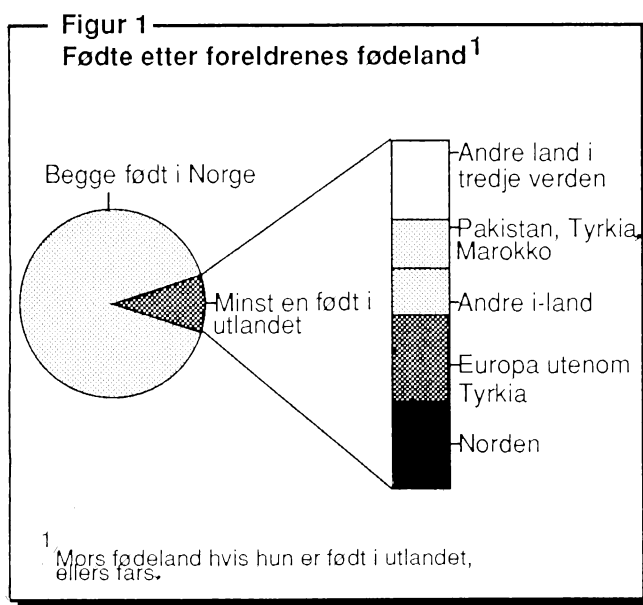 Figur 1
Fødte etter foreldrenes fødeland1
Begge født i Norge
Minst en født i
utlandet
Andre land i
tredje verden
Pakistan, Tyrkia,
Marokko
Andre i-land
Europa utenom
Tyrkia
Norden
1
Mors fødeland hvis hun er født i utlandet,
ellers fars.